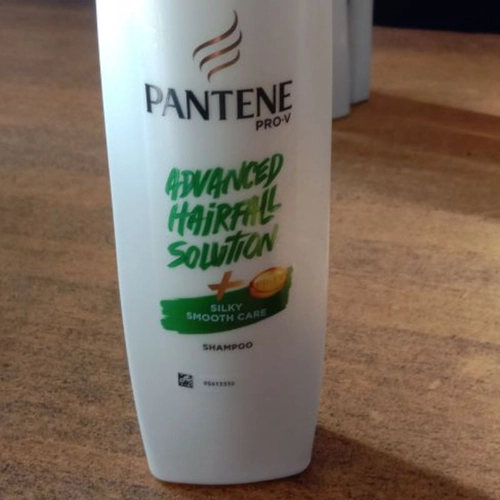 PANTENE
PRO-V
ADVANCED
HAIRFALL
SOLUTION
+
SILKY
SMOOTH CARE
SHAMPOO